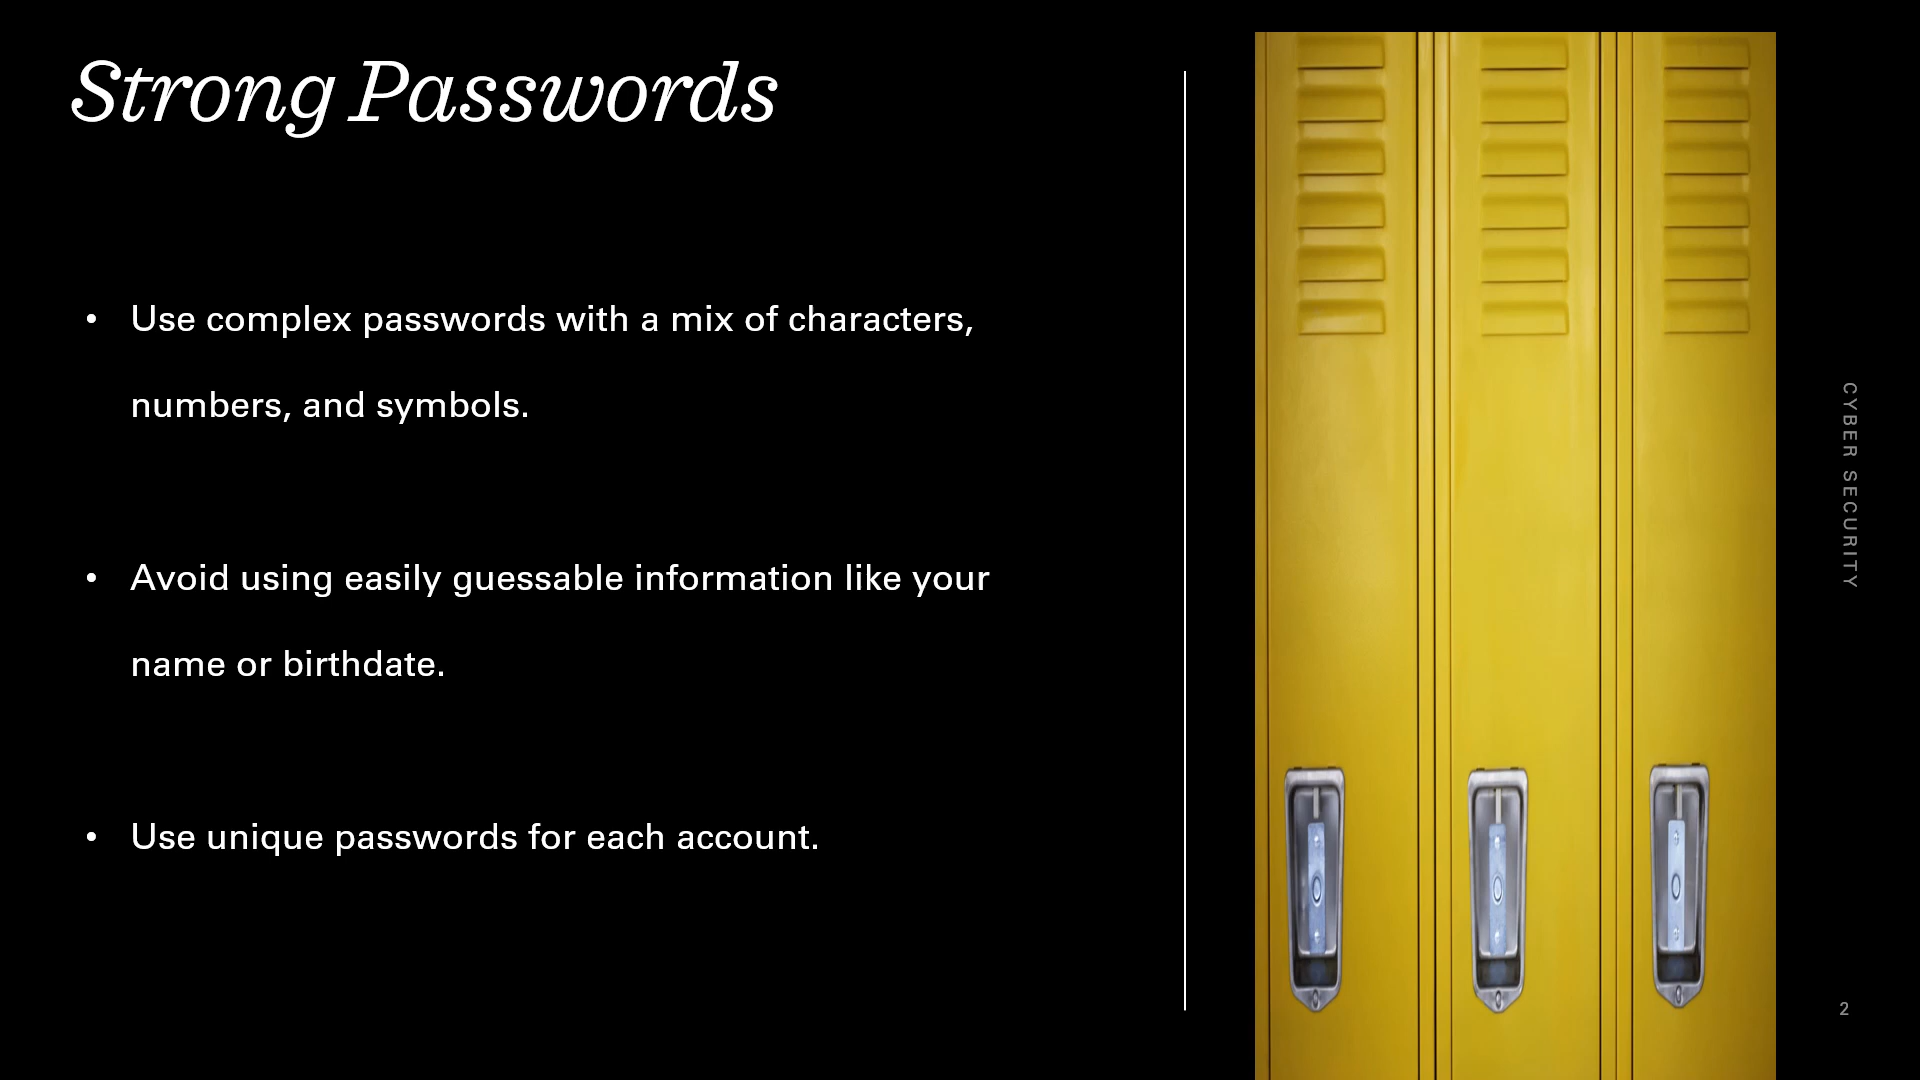 Strong Passwords
• Use complex passwords with a mix of characters,
numbers, and symbols.
• Avoid using easily guessable information like your
name or birthdate.
• Use unique passwords for each account.
CYBER SECURITY
2